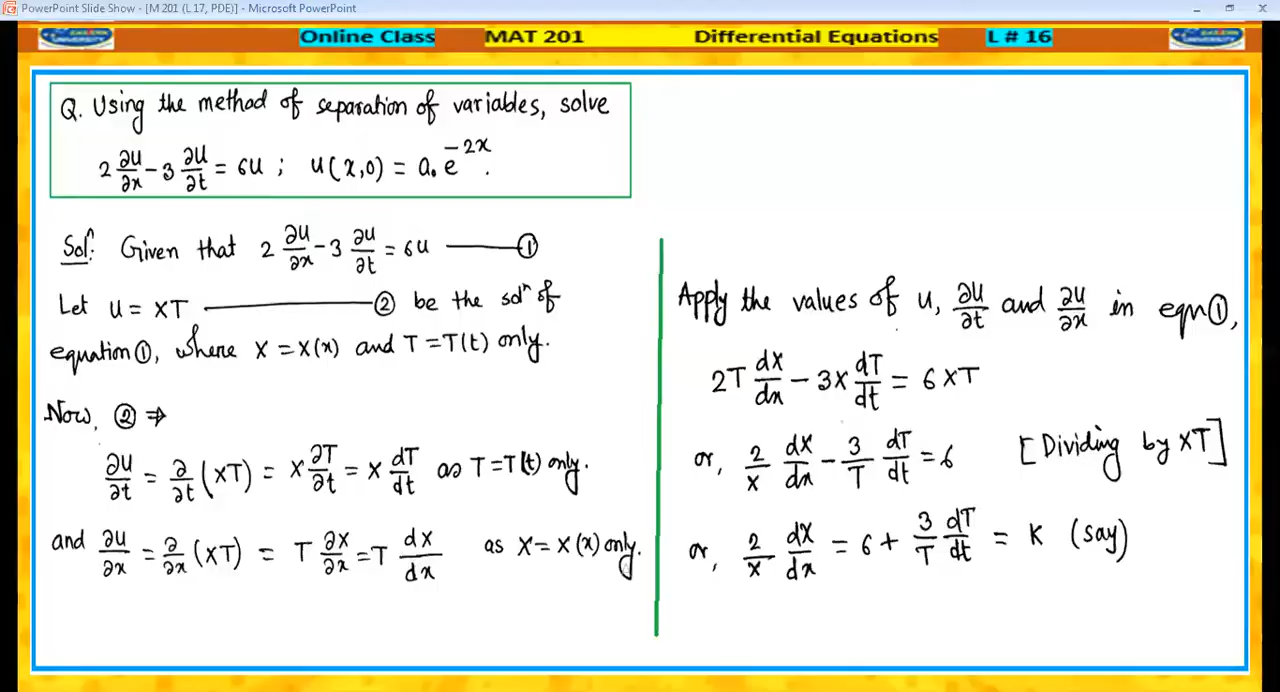 PowerPoint Slide Show - [M 201 (L 17, PDE)] - Microsoft PowerPoint
Online Class MAT 201 Differential Equations L # 16
Q. Using the method of separation of variables, solve
2 ∂u/∂x - 3 ∂u/∂t = 6u ; u(x,0) = a₀ e^(-2x).
Solⁿ: Given that 2 ∂u/∂x - 3 ∂u/∂t = 6u ——— ①
Let u = XT ——— ② be the solⁿ of
equation ①, where X = X(x) and T = T(t) only.
Now, ② ⇒
∂u/∂t = ∂/∂t (XT) = X ∂T/∂t = X dT/dt as T = T(t) only.
and ∂u/∂x = ∂/∂x (XT) = T ∂X/∂x = T dX/dx as X = X(x) only.
Apply the values of u, ∂u/∂t and ∂u/∂x in eqn ①,
2T dX/dx - 3X dT/dt = 6XT
or, 2/X dX/dx - 3/T dT/dt = 6 [Dividing by XT]
or, 2/X dX/dx = 6 + 3/T dT/dt = K (say)